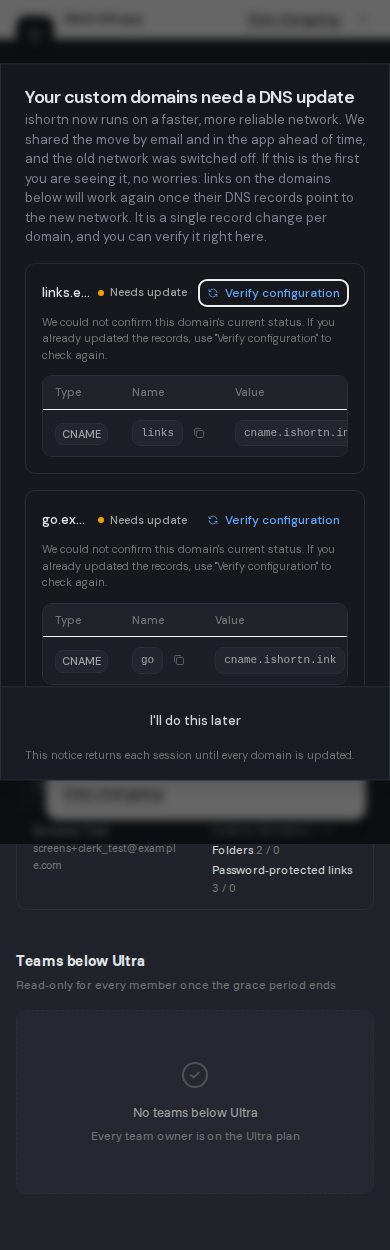 Your custom domains need a DNS update
ishortn now runs on a faster, more reliable network. We
shared the move by email and in the app ahead of time,
and the old network was switched off. If this is the first
you are seeing it, no worries: links on the domains
below will work again once their DNS records point to
the new network. It is a single record change per
domain, and you can verify it right here.
links.e... Needs update Verify configuration
We could not confirm this domain's current status. If you
already updated the records, use "Verify configuration" to
check again.
Type Name Value
CNAME links cname.ishortn.in
go.ex... Needs update Verify configuration
We could not confirm this domain's current status. If you
already updated the records, use "Verify configuration" to
check again.
Type Name Value
CNAME go cname.ishortn.ink
I'll do this later
This notice returns each session until every domain is updated.
screens+clerk_test@exampl
e.com
Folders 2 / 0
Password-protected links
3 / 0
Teams below Ultra
Read-only for every member once the grace period ends
No teams below Ultra
Every team owner is on the Ultra plan